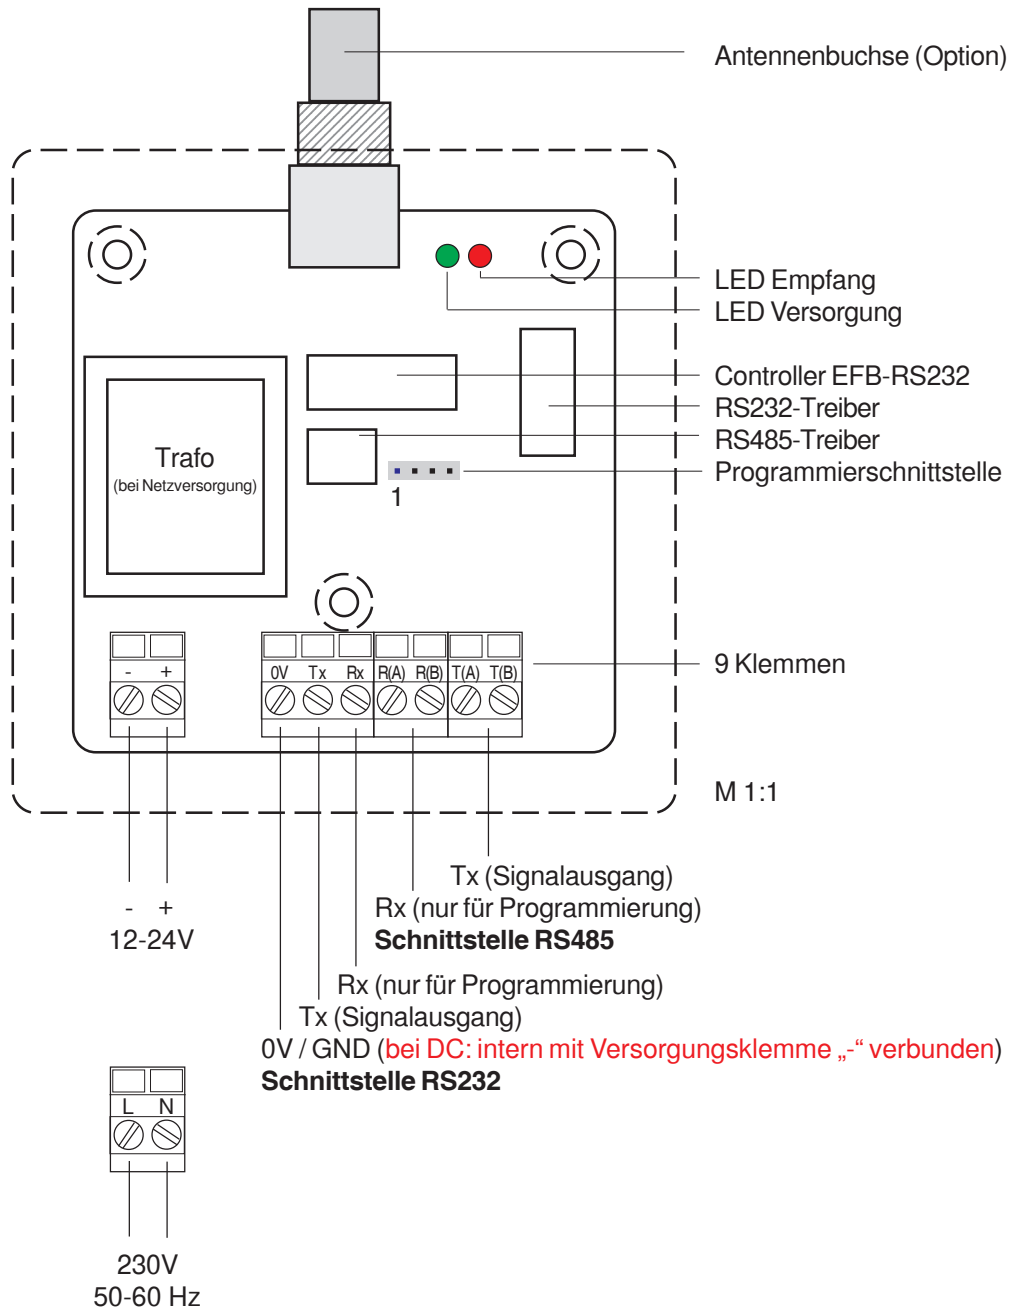 Antennenbuchse (Option)
LED Empfang
LED Versorgung
Controller EFB-RS232
RS232-Treiber
RS485-Treiber
Programmierschnittstelle
Trafo
(bei Netzversorgung)
1
- +
0V Tx Rx R(A) R(B) T(A) T(B)
9 Klemmen
M 1:1
Tx (Signalausgang)
Rx (nur für Programmierung)
Schnittstelle RS485
- +
12-24V
Rx (nur für Programmierung)
Tx (Signalausgang)
0V / GND (bei DC: intern mit Versorgungsklemme „-“ verbunden)
Schnittstelle RS232
L N
230V
50-60 Hz